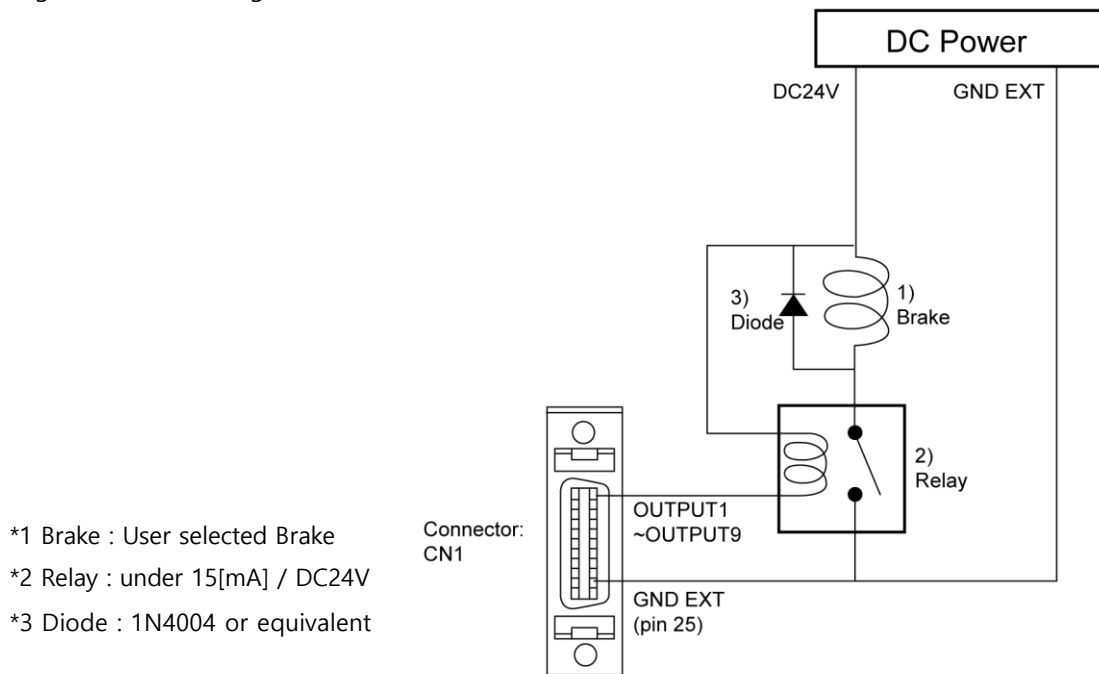 DC Power
DC24V
GND EXT
3)
Diode
1)
Brake
2)
Relay
OUTPUT1
~OUTPUT9
Connector:
CN1
GND EXT
(pin 25)
*1 Brake : User selected Brake
*2 Relay : under 15[mA] / DC24V
*3 Diode : 1N4004 or equivalent